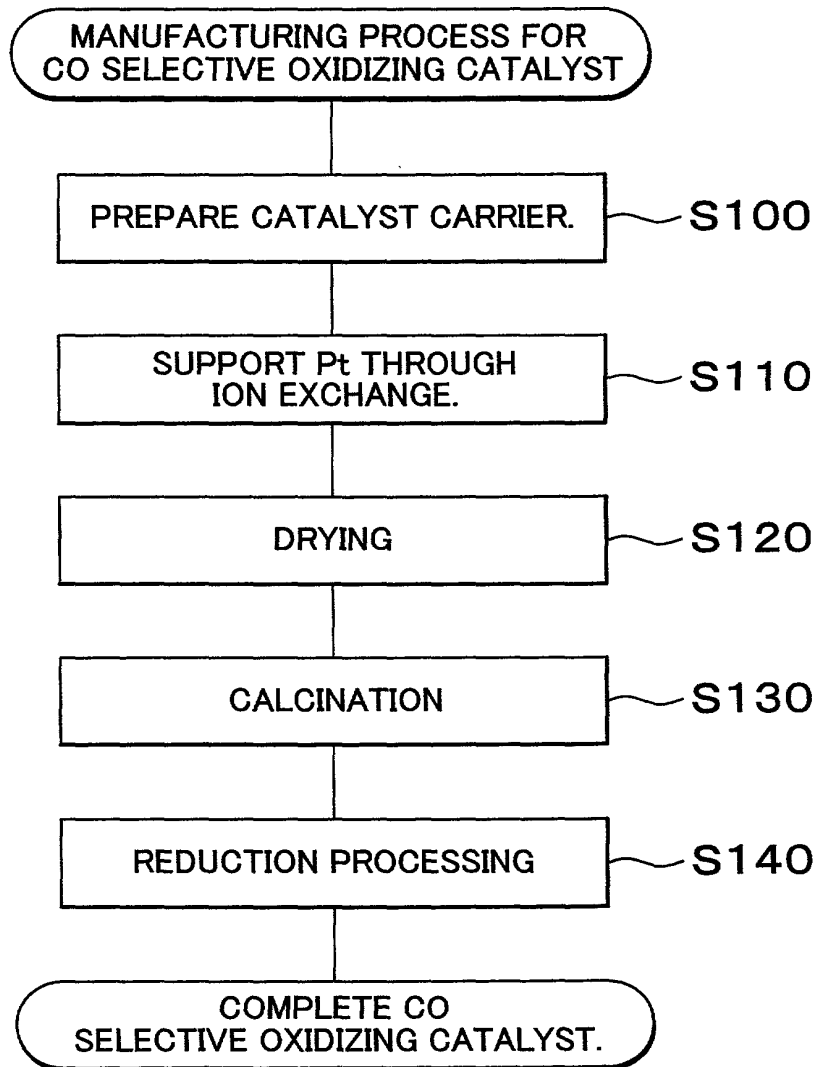 MANUFACTURING PROCESS FOR
CO SELECTIVE OXIDIZING CATALYST
PREPARE CATALYST CARRIER.
S100
SUPPORT Pt THROUGH
ION EXCHANGE.
S110
DRYING
S120
CALCINATION
S130
REDUCTION PROCESSING
S140
COMPLETE CO
SELECTIVE OXIDIZING CATALYST.